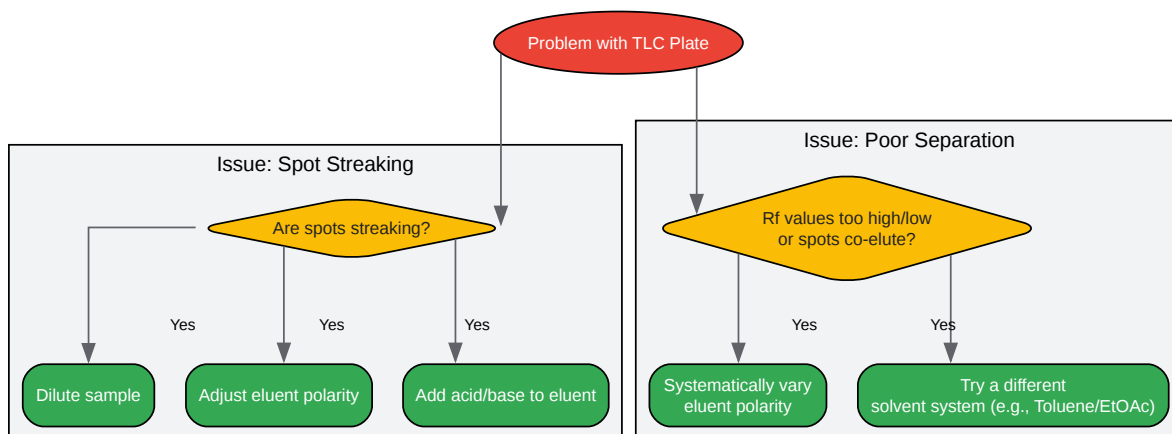 Problem with TLC Plate
Issue: Spot Streaking
Are spots streaking?
Yes
Yes
Yes
Dilute sample
Adjust eluent polarity
Add acid/base to eluent
Issue: Poor Separation
Rf values too high/low
or spots co-elute?
Yes
Yes
Systematically vary
eluent polarity
Try a different
solvent system (e.g., Toluene/EtOAc)